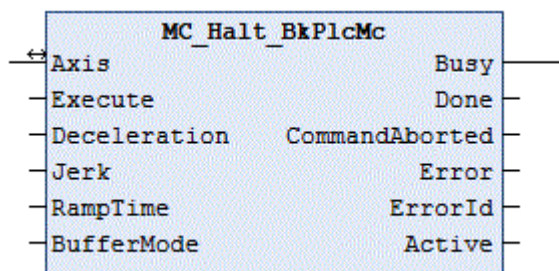 MC_Halt_BkPlcMc
Axis Busy
Execute Done
Deceleration CommandAborted
Jerk Error
RampTime ErrorId
BufferMode Active